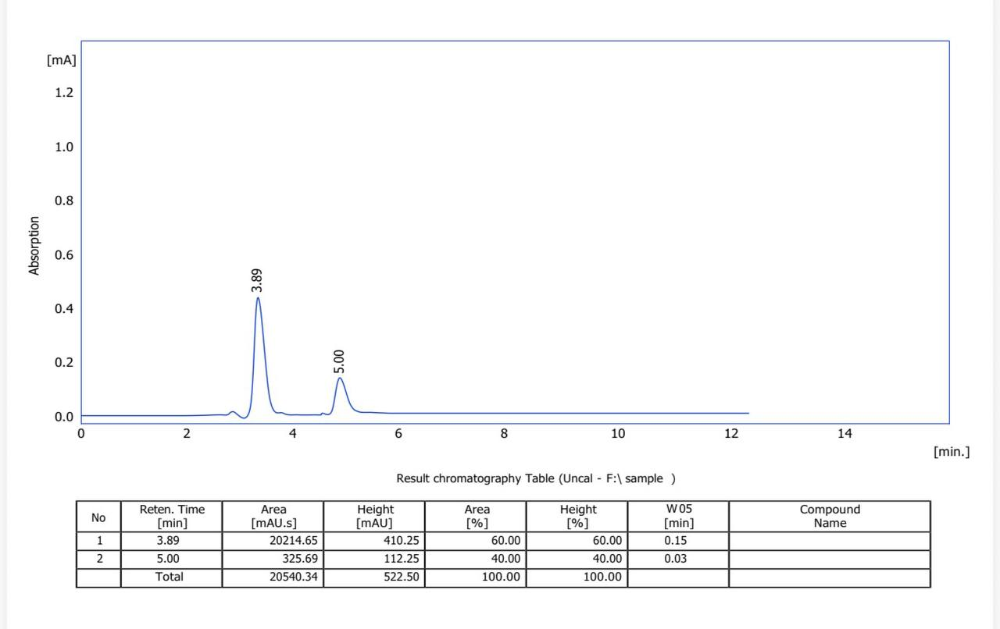 [mA]
1.2
1.0
0.8
0.6
0.4
0.2
0.0
Absorption
3.89
5.00
0 2 4 6 8 10 12 14
[min.]
Result chromatography Table (Uncal - F:\ sample )
No Reten. Time [min] Area [mAU.s] Height [mAU] Area [%] Height [%] W05 [min] Compound Name
1 3.89 20214.65 410.25 60.00 60.00 0.15
2 5.00 325.69 112.25 40.00 40.00 0.03
Total 20540.34 522.50 100.00 100.00